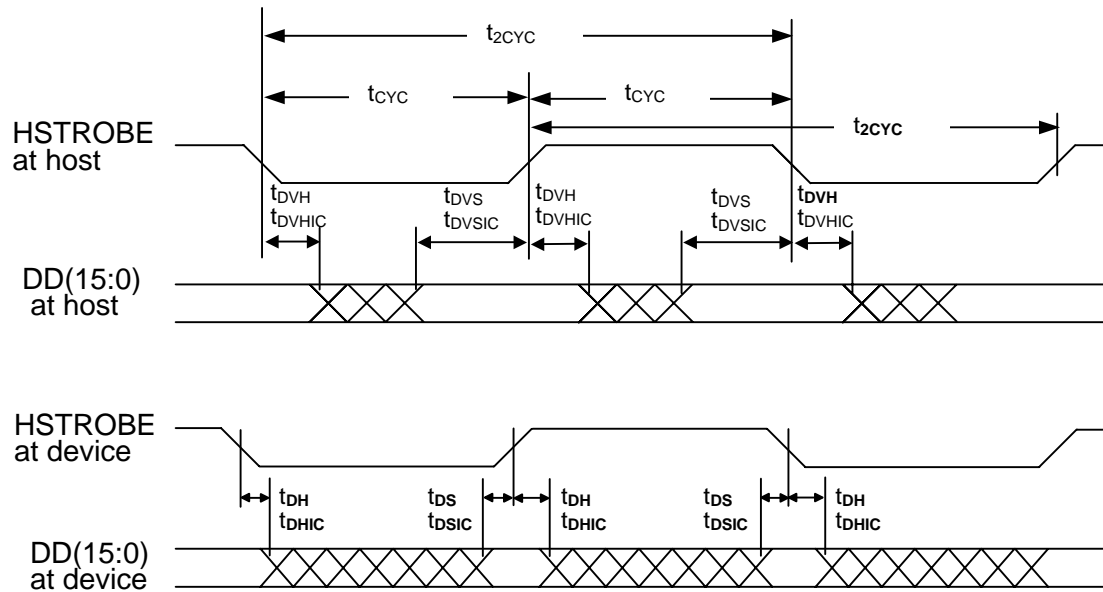 t2CYC
tCYC tCYC
t2CYC
HSTROBE
at host
tDVH tDVS tDVH tDVS tDVH
tDVHIC tDVSIC tDVHIC tDVSIC tDVHIC
DD(15:0)
at host
HSTROBE
at device
tDH tDS tDH tDS tDH
tDHIC tDSIC tDHIC tDSIC tDHIC
DD(15:0)
at device